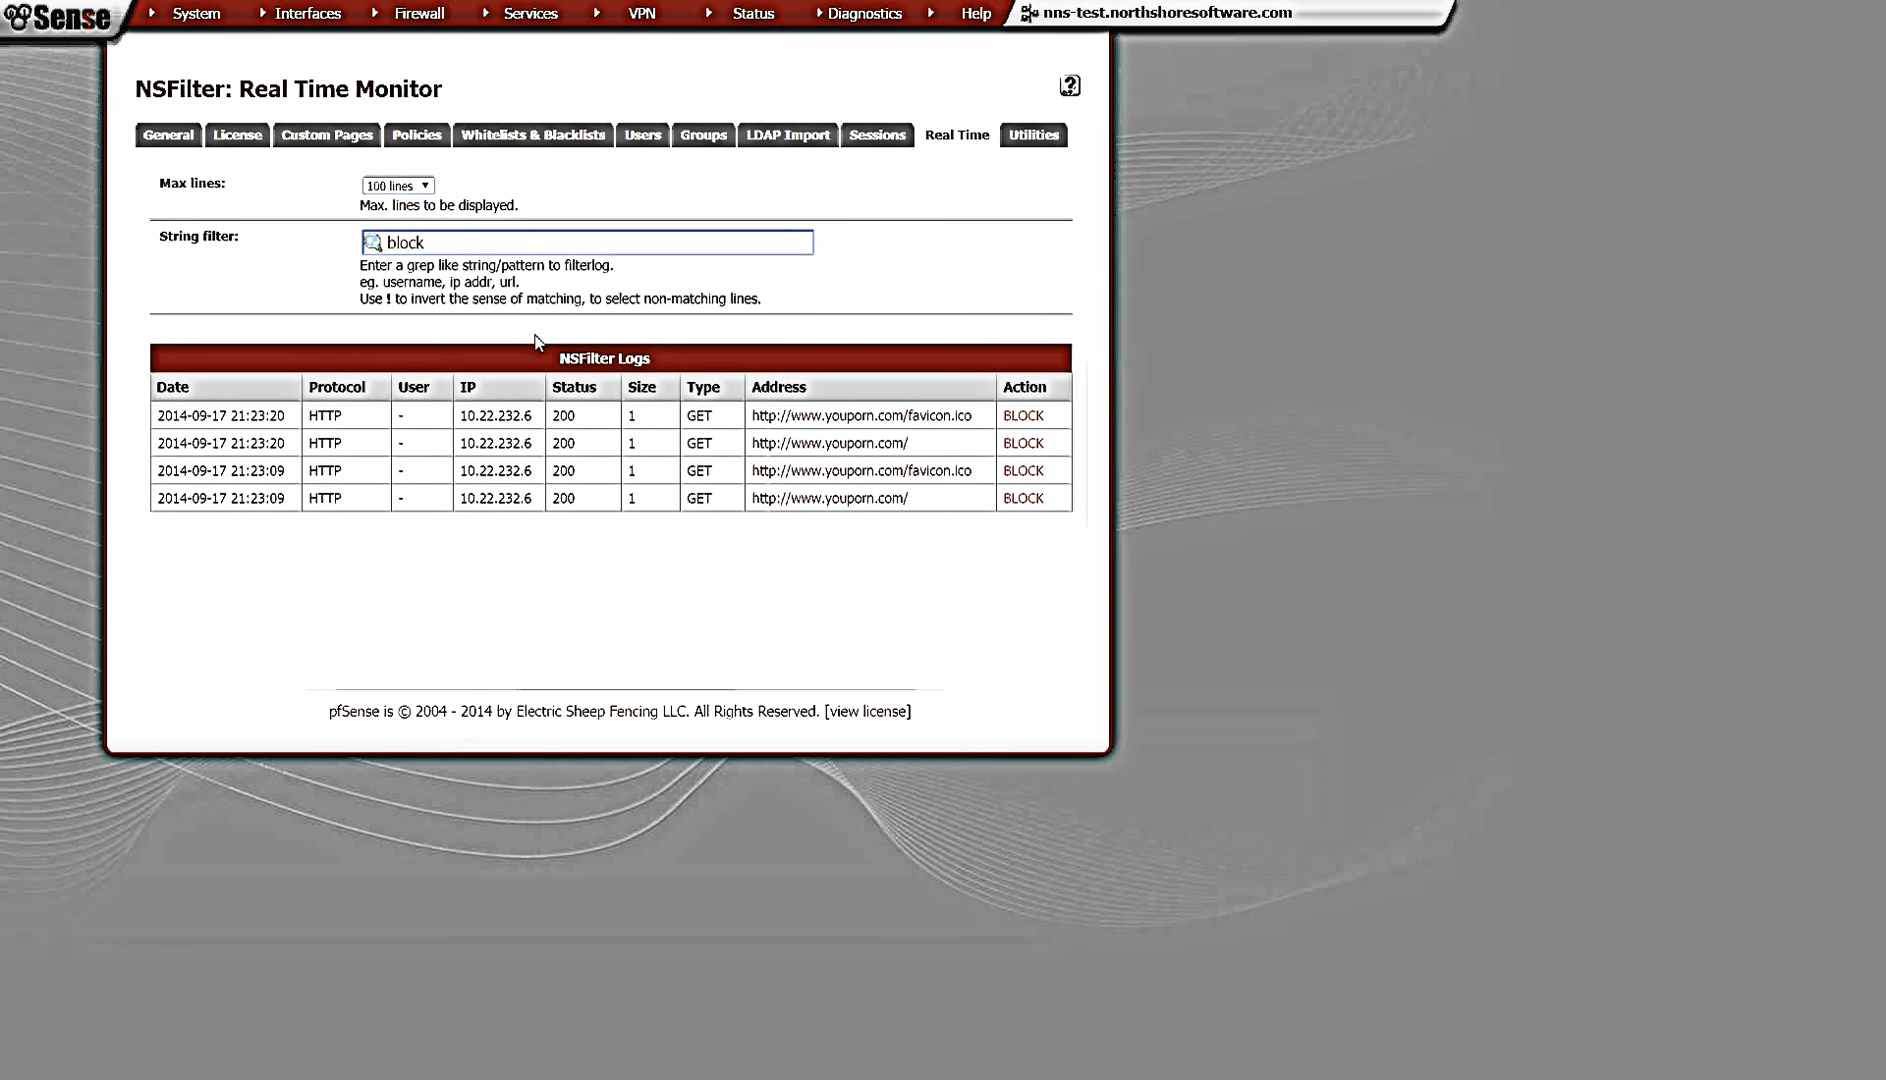 Sense System Interfaces Firewall Services VPN Status Diagnostics Help nns-test.northshoresoftware.com
NSFilter: Real Time Monitor ?
General License Custom Pages Policies Whitelists & Blacklists Users Groups LDAP Import Sessions Real Time Utilities
Max lines: 100 lines
Max. lines to be displayed.
String filter: block
Enter a grep like string/pattern to filterlog.
eg. username, ip addr, url.
Use ! to invert the sense of matching, to select non-matching lines.
NSFilter Logs
Date Protocol User IP Status Size Type Address Action
2014-09-17 21:23:20 HTTP - 10.22.232.6 200 1 GET http://www.youporn.com/favicon.ico BLOCK
2014-09-17 21:23:20 HTTP - 10.22.232.6 200 1 GET http://www.youporn.com/ BLOCK
2014-09-17 21:23:09 HTTP - 10.22.232.6 200 1 GET http://www.youporn.com/favicon.ico BLOCK
2014-09-17 21:23:09 HTTP - 10.22.232.6 200 1 GET http://www.youporn.com/ BLOCK
pfSense is © 2004 - 2014 by Electric Sheep Fencing LLC. All Rights Reserved. [view license]